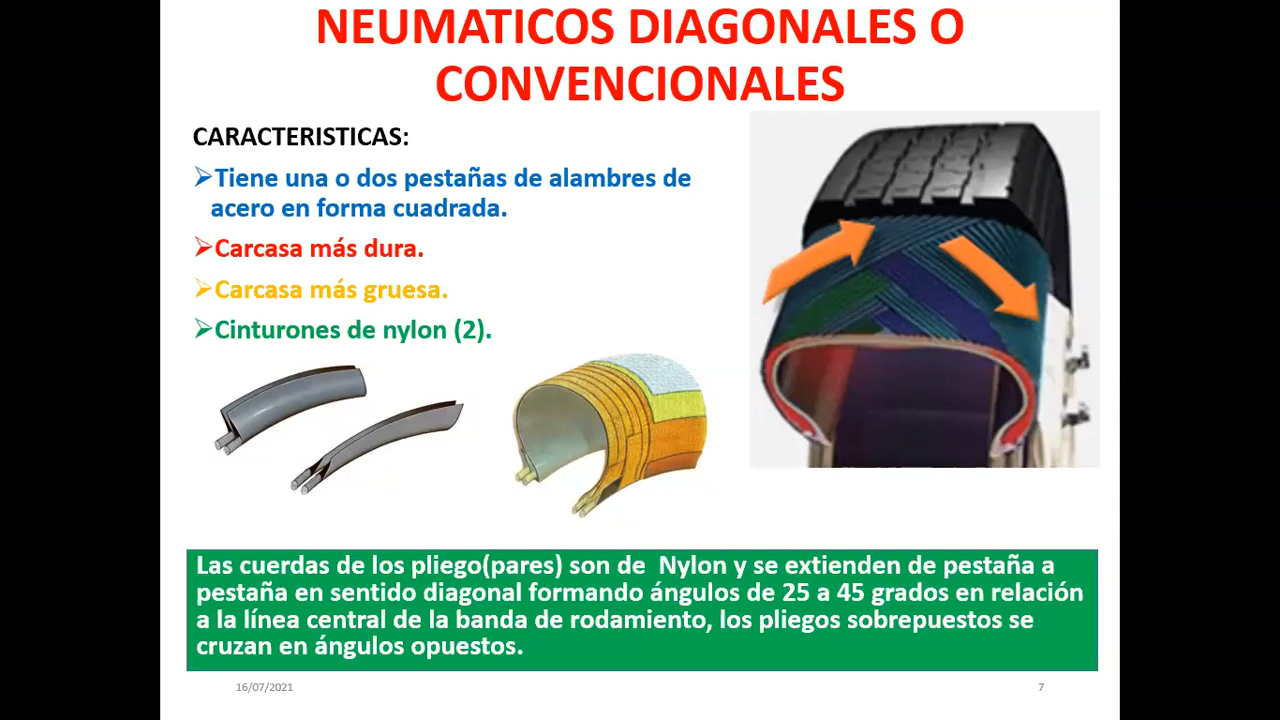 NEUMATICOS DIAGONALES O
CONVENCIONALES
CARACTERISTICAS:
➢Tiene una o dos pestañas de alambres de
acero en forma cuadrada.
➢Carcasa más dura.
➢Carcasa más gruesa.
➢Cinturones de nylon (2).
Las cuerdas de los pliego(pares) son de  Nylon y se extienden de pestaña a
pestaña en sentido diagonal formando ángulos de 25 a 45 grados en relación
a la línea central de la banda de rodamiento, los pliegos sobrepuestos se
cruzan en ángulos opuestos.
16/07/2021
7